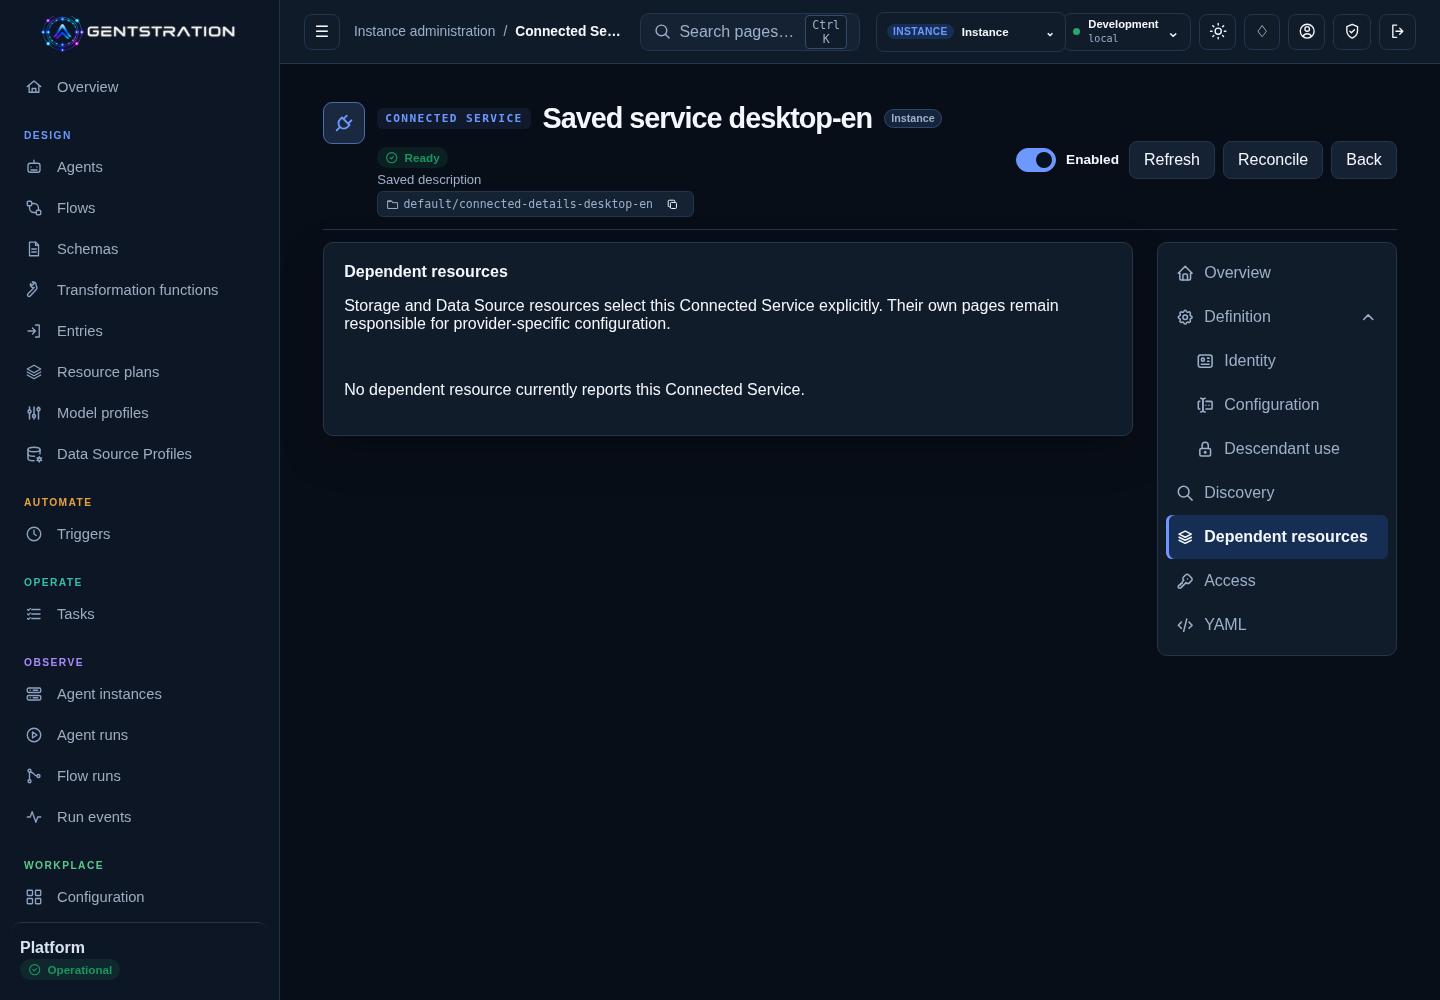 GENTSTRATION
Overview
DESIGN
Agents
Flows
Schemas
Transformation functions
Entries
Resource plans
Model profiles
Data Source Profiles
AUTOMATE
Triggers
OPERATE
Tasks
OBSERVE
Agent instances
Agent runs
Flow runs
Run events
WORKPLACE
Configuration
Platform
Operational
Instance administration / Connected Se…
Search pages…
Ctrl
K
INSTANCE Instance
Development
local
CONNECTED SERVICE Saved service desktop-en Instance
Ready
Saved description
default/connected-details-desktop-en
Enabled
Refresh
Reconcile
Back
Dependent resources
Storage and Data Source resources select this Connected Service explicitly. Their own pages remain
responsible for provider-specific configuration.
No dependent resource currently reports this Connected Service.
Overview
Definition
Identity
Configuration
Descendant use
Discovery
Dependent resources
Access
YAML